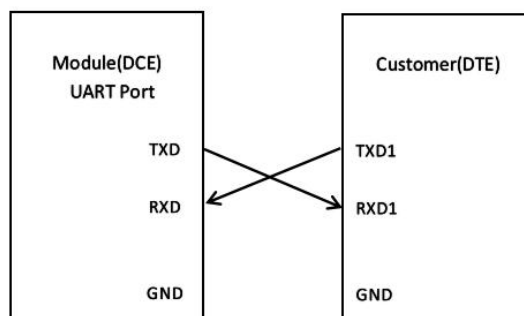 Module(DCE)
UART Port
TXD
RXD
GND
Customer(DTE)
TXD1
RXD1
GND